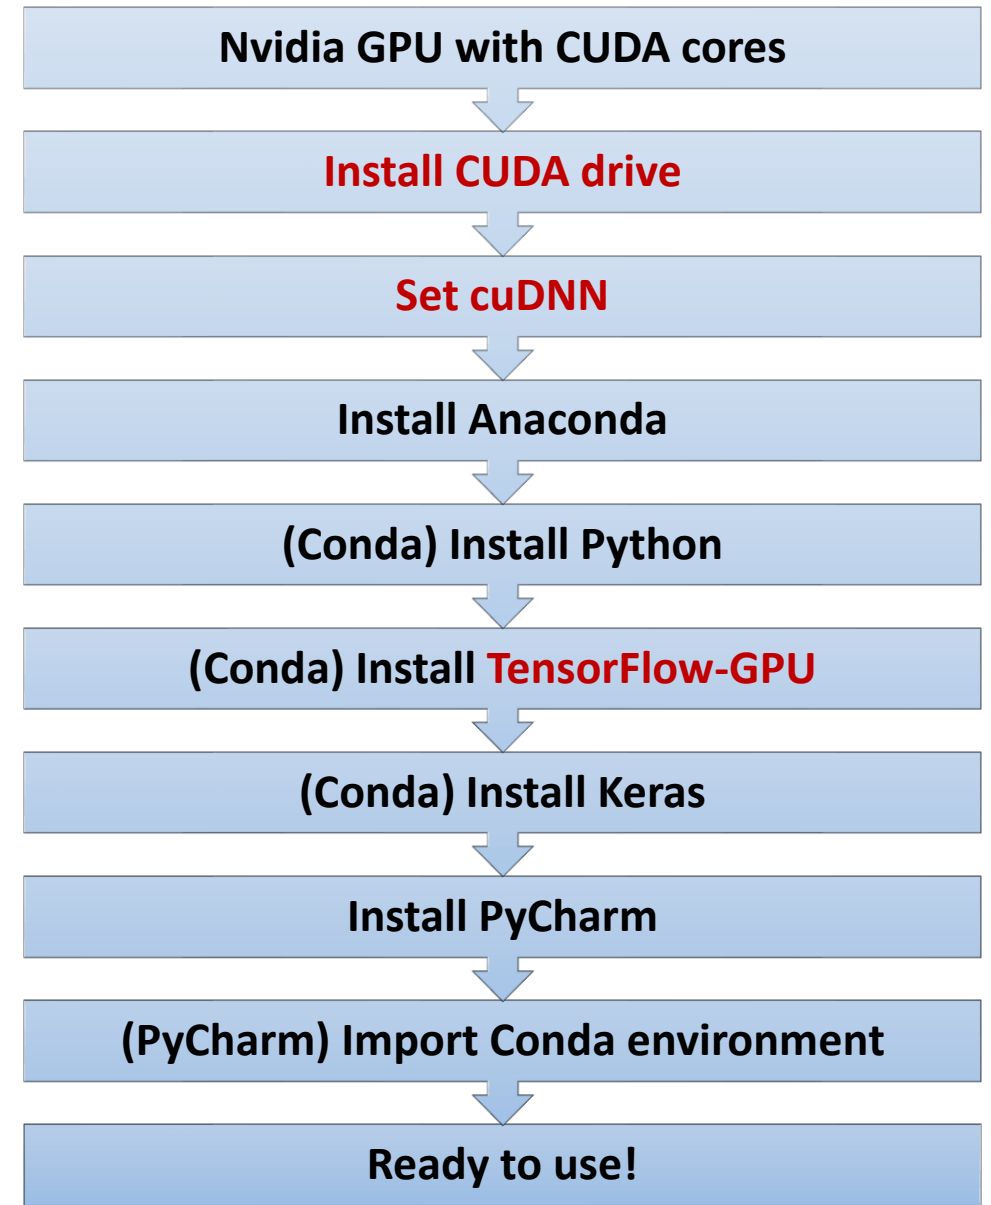 Nvidia GPU with CUDA cores
Install CUDA drive
Set cuDNN
Install Anaconda
(Conda) Install Python
(Conda) Install TensorFlow-GPU
(Conda) Install Keras
Install PyCharm
(PyCharm) Import Conda environment
Ready to use!